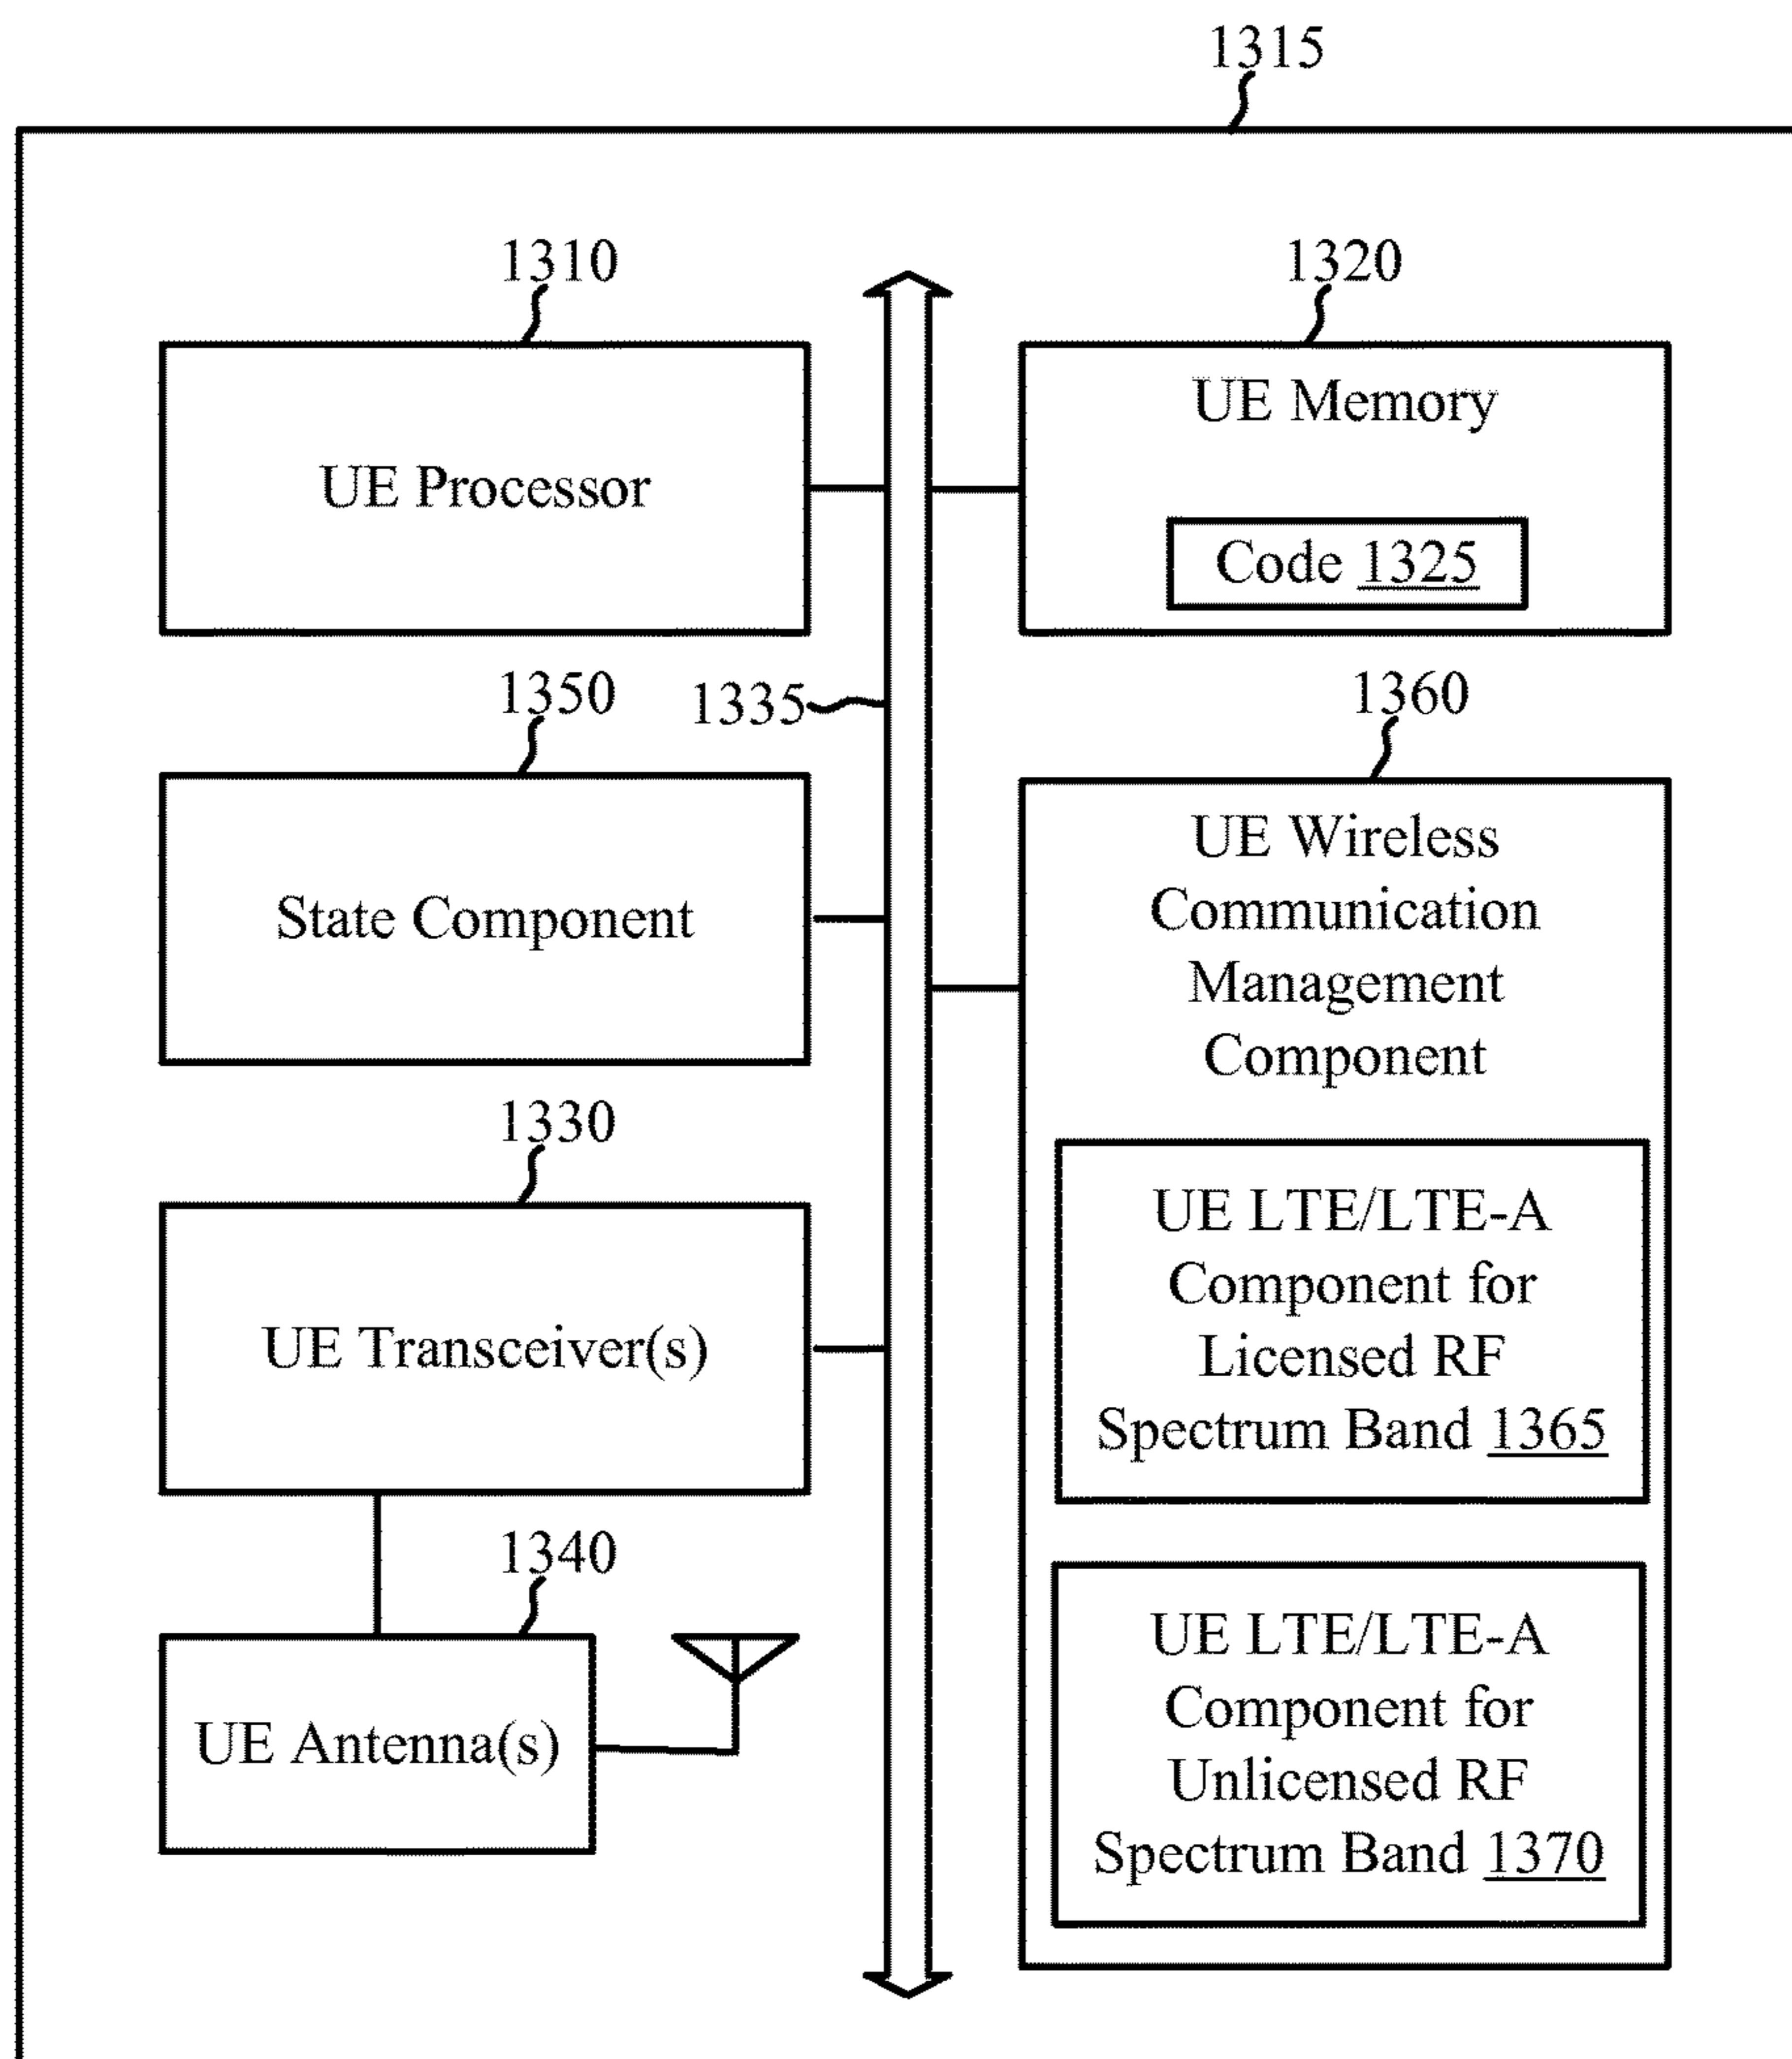 1315
1310
1320
UE Processor
UE Memory
Code 1325
1350
1335
1360
State Component
UE Wireless
Communication
Management
Component
1330
UE Transceiver(s)
UE LTE/LTE-A
Component for
Licensed RF
Spectrum Band 1365
1340
UE Antenna(s)
UE LTE/LTE-A
Component for
Unlicensed RF
Spectrum Band 1370